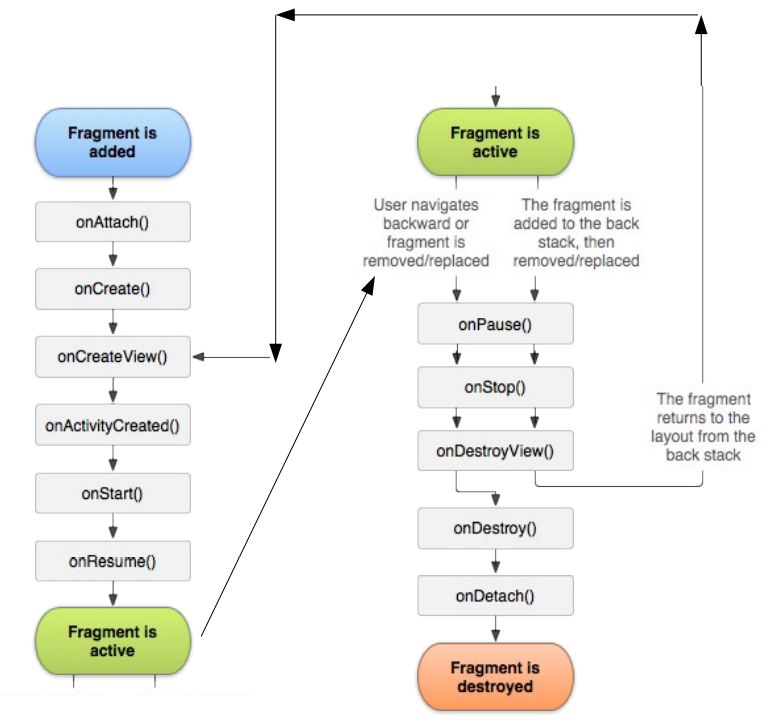 Fragment is
added
onAttach()
onCreate()
onCreateView()
onActivityCreated()
onStart()
onResume()
Fragment is
active
Fragment is
active
User navigates
backward or
fragment is
removed/replaced
The fragment is
added to the back
stack, then
removed/replaced
onPause()
onStop()
onDestroyView()
onDestroy()
onDetach()
Fragment is
destroyed
The fragment
returns to the
layout from the
back stack